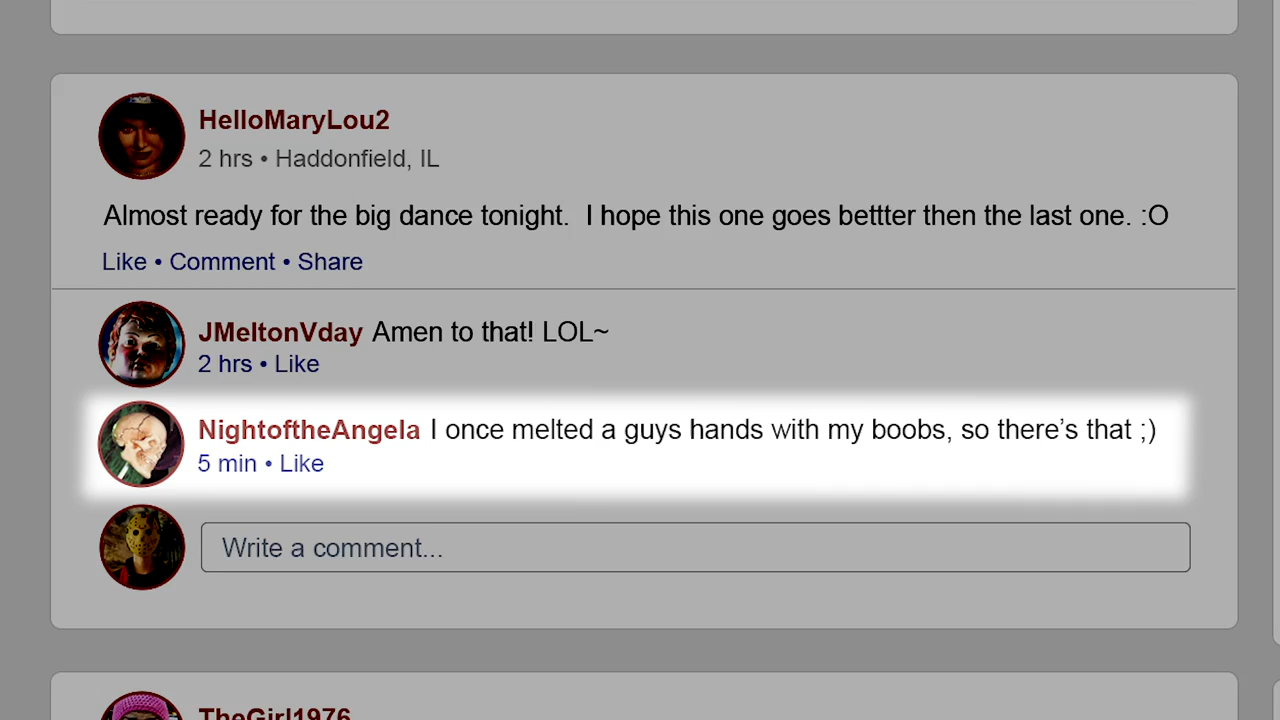 HelloMaryLou2
2 hrs • Haddonfield, IL
Almost ready for the big dance tonight.  I hope this one goes bettter then the last one. :O
Like • Comment • Share
JMeltonVday Amen to that! LOL~
2 hrs • Like
NightoftheAngela I once melted a guys hands with my boobs, so there's that ;)
5 min • Like
Write a comment...
TheGirl1976